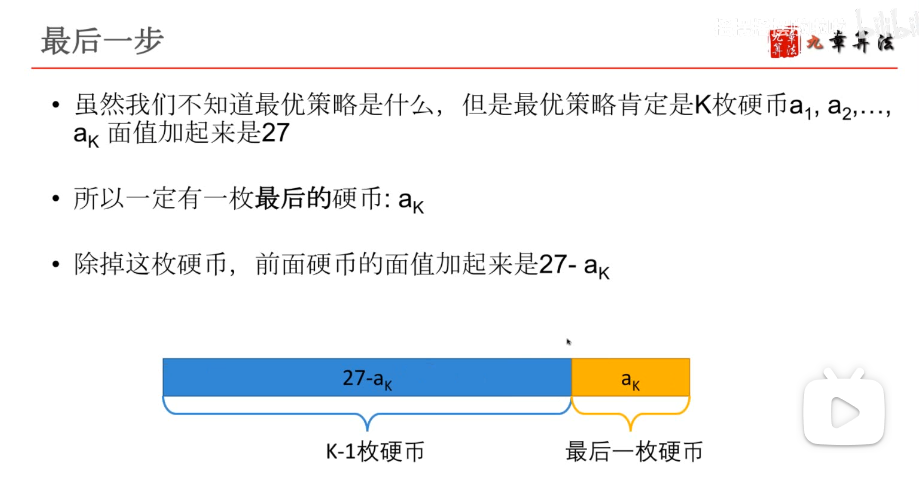 最后一步
九章算法
九章算法
• 虽然我们不知道最优策略是什么，但是最优策略肯定是K枚硬币a₁, a₂,…,
aK 面值加起来是27
• 所以一定有一枚最后的硬币: aK
• 除掉这枚硬币，前面硬币的面值加起来是27- aK
27-aK
aK
K-1枚硬币
最后一枚硬币